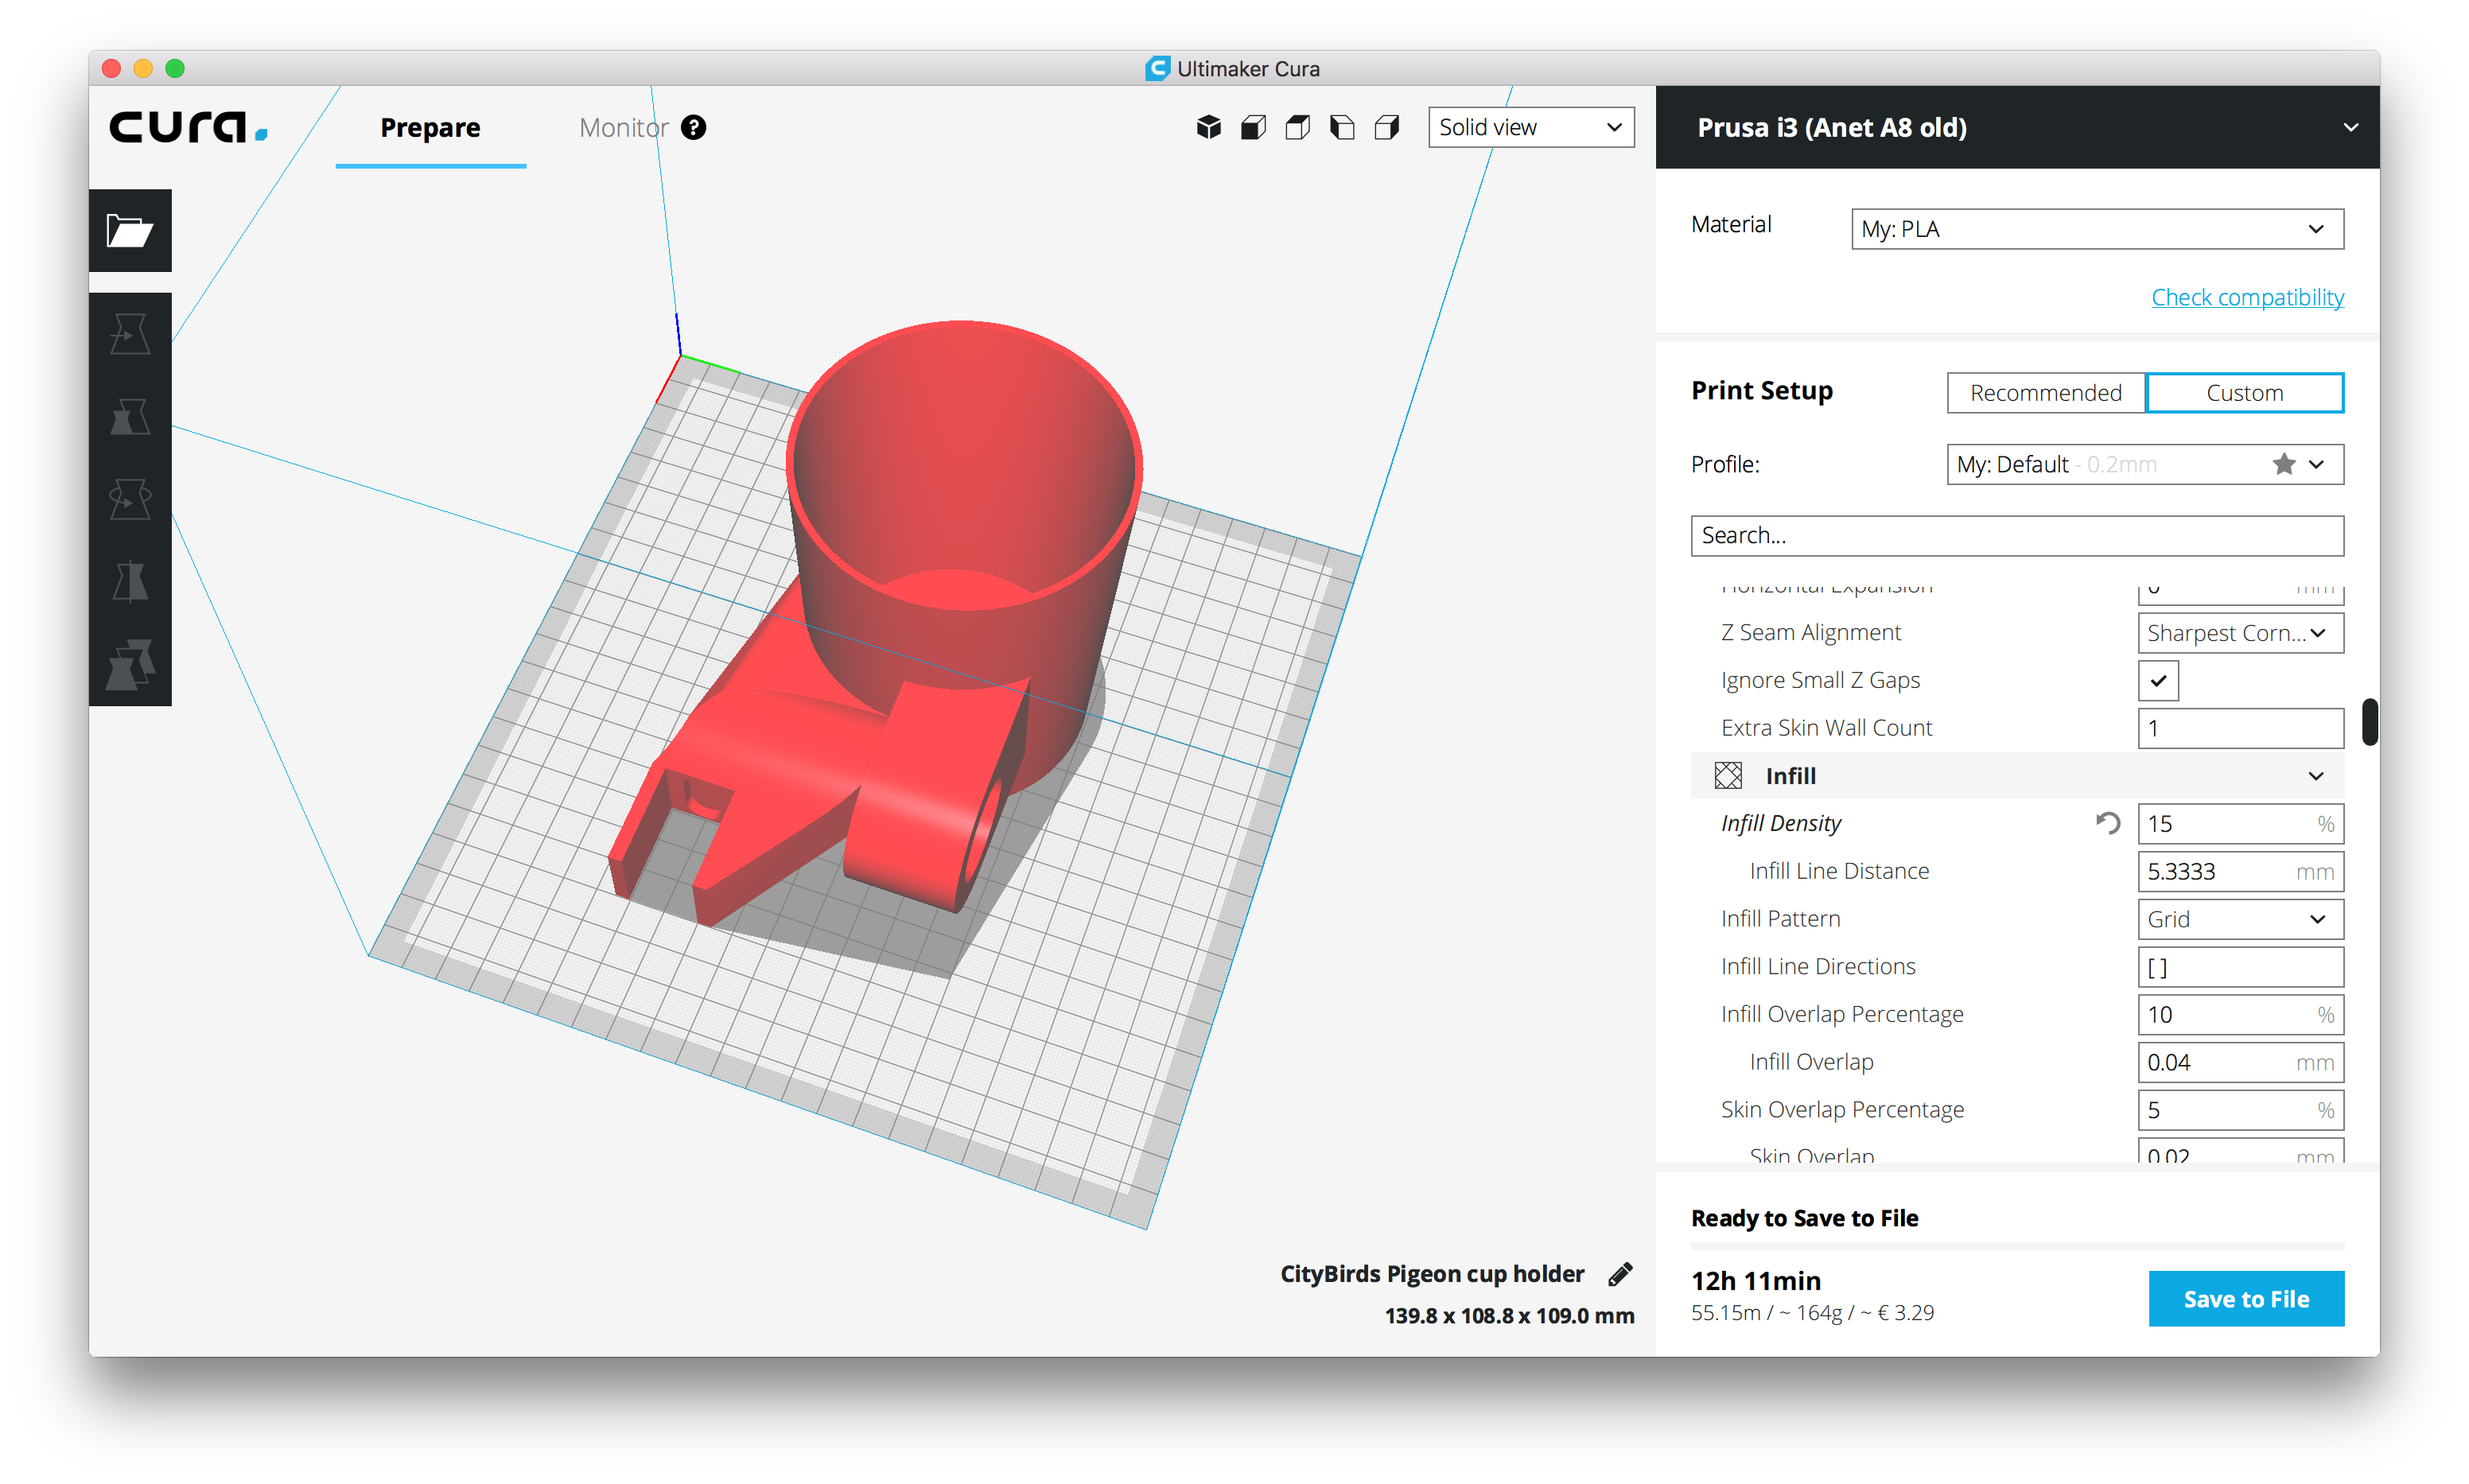 Ultimaker Cura
cura.
Prepare
Monitor ?
Solid view
Prusa i3 (Anet A8 old)
Material
My: PLA
Check compatibility
Print Setup
Recommended
Custom
Profile:
My: Default - 0.2mm
Search...
Horizontal Expansion 0 mm
Z Seam Alignment Sharpest Corn...
Ignore Small Z Gaps
Extra Skin Wall Count 1
Infill
Infill Density 15 %
Infill Line Distance 5.3333 mm
Infill Pattern Grid
Infill Line Directions [ ]
Infill Overlap Percentage 10 %
Infill Overlap 0.04 mm
Skin Overlap Percentage 5 %
Skin Overlap 0.02 mm
Ready to Save to File
12h 11min
55.15m / ~ 164g / ~ € 3.29
Save to File
CityBirds Pigeon cup holder
139.8 x 108.8 x 109.0 mm